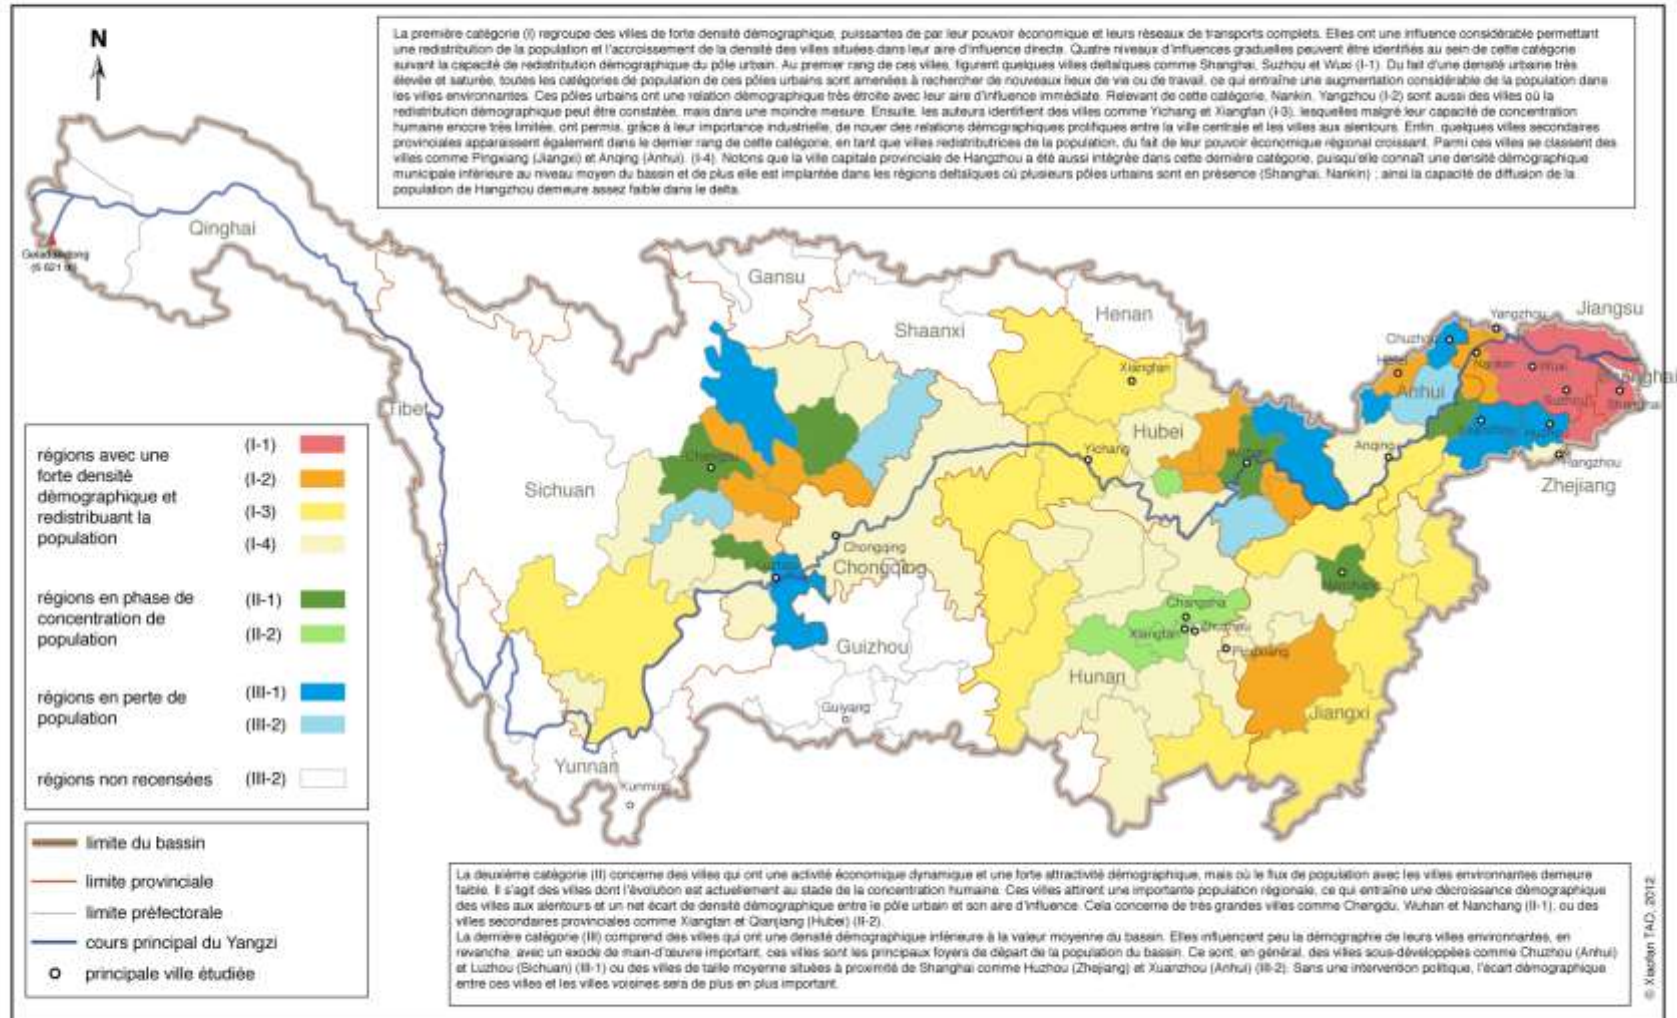 La première catégorie (I) regroupe des villes de forte densité démographique, puissantes de par leur pouvoir économique et leurs réseaux de transports complets. Elles ont une influence considérable permettant
une redistribution de la population et l'accroissement de la densité des villes situées dans leur aire d'influence directe. Quatre niveaux d'influences graduelles peuvent être identifiés au sein de cette catégorie
suivant la capacité de redistribution démographique du pôle urbain. Au premier rang de ces villes, figurent quelques villes deltaïques comme Shanghai, Suzhou et Wuxi (I-1). Du fait d'une densité urbaine très
élevée et saturée, toutes les catégories de population de ces pôles urbains sont amenées à rechercher de nouveaux lieux de vie ou de travail, ce qui entraîne une augmentation considérable de la population dans
les villes environnantes. Ces pôles urbains ont une relation démographique très étroite avec leur aire d'influence immédiate. Relevant de cette catégorie, Nankin, Yangzhou (I-2) sont aussi des villes où la
redistribution démographique peut être constatée, mais dans une moindre mesure. Ensuite, les auteurs identifient des villes comme Yichang et Xiangfan (I-3), lesquelles malgré leur capacité de concentration
humaine encore très limitée, ont permis, grâce à leur importance industrielle, de nouer des relations démographiques prolifiques entre la ville centrale et les villes aux alentours. Enfin, quelques villes secondaires
provinciales apparaissent également dans le dernier rang de cette catégorie, en tant que villes redistributrices de la population, du fait de leur pouvoir économique régional croissant. Parmi ces villes se classent des
villes comme Pingxiang (Jiangxi) et Anqing (Anhui), (I-4). Notons que la ville capitale provinciale de Hangzhou a été aussi intégrée dans cette dernière catégorie, puisqu'elle connaît une densité démographique
municipale inférieure au niveau moyen du bassin et de plus elle est implantée dans les régions deltaïques où plusieurs pôles urbains sont en présence (Shanghai, Nankin) ; ainsi la capacité de diffusion de la
population de Hangzhou demeure assez faible dans le delta.
N
Qinghai
Geladandong
(6 621 m)
Gansu
Shaanxi
Henan
Jiangsu
Yangzhou
Chuzhou
Hefei
Nankin
Wuxi
Shanghai
Suzhou
Shanghai
Anhui
Xiangfan
Tibet
Hubei
Yichang
Wuhan
Anqing
Xuanzhou
Huzhou
Hangzhou
Zhejiang
Chengdu
Sichuan
Chongqing
Chongqing
Luzhou
Nanchang
Changsha
Xiangtan
Zhuzhou
Pingxiang
Guizhou
Hunan
Jiangxi
Guiyang
Yunnan
Kunming
régions avec une
forte densité
démographique et
redistribuant la
population
(I-1)
(I-2)
(I-3)
(I-4)
régions en phase de
concentration de
population
(II-1)
(II-2)
régions en perte de
population
(III-1)
(III-2)
régions non recensées (III-2)
limite du bassin
limite provinciale
limite préfectorale
cours principal du Yangzi
principale ville étudiée
La deuxième catégorie (II) concerne des villes qui ont une activité économique dynamique et une forte attractivité démographique, mais où le flux de population avec les villes environnantes demeure
faible. Il s'agit des villes dont l'évolution est actuellement au stade de la concentration humaine. Ces villes attirent une importante population régionale, ce qui entraîne une décroissance démographique
des villes aux alentours et un net écart de densité démographique entre le pôle urbain et son aire d'influence. Cela concerne de très grandes villes comme Chengdu, Wuhan et Nanchang (II-1), ou des
villes secondaires provinciales comme Xiangtan et Qianjiang (Hubei) (II-2).
La dernière catégorie (III) comprend des villes qui ont une densité démographique inférieure à la valeur moyenne du bassin. Elles influencent peu la démographie de leurs villes environnantes, en
revanche, avec un exode de main-d'œuvre important, ces villes sont les principaux foyers de départ de la population du bassin. Ce sont, en général, des villes sous-développées comme Chuzhou (Anhui)
et Luzhou (Sichuan) (III-1) ou des villes de taille moyenne situées à proximité de Shanghai comme Huzhou (Zhejiang) et Xuanzhou (Anhui) (III-2). Sans une intervention politique, l'écart démographique
entre ces villes et les villes voisines sera de plus en plus important.
© Xiaofan TAO, 2012